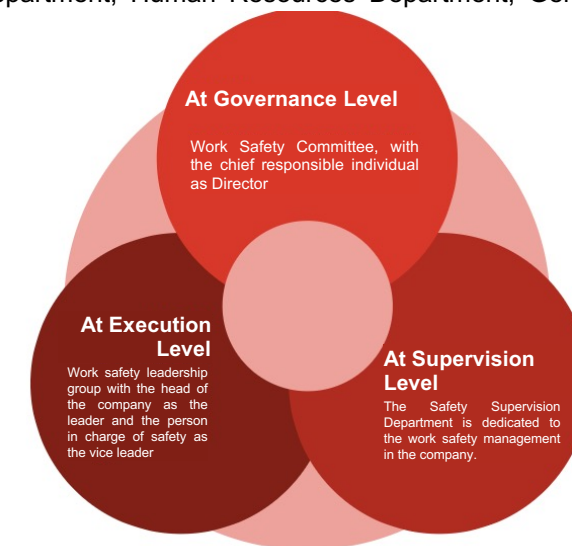 Human Resources Department,
At Governance Level
Work Safety Committee, with
the chief responsible individual
as Director
At Execution
Level
Work safety leadership
group with the head of
the company as the
leader and the person
in charge of safety as
the vice leader
At Supervision
Level
The Safety Supervision
Department is dedicated to
the work safety management
in the company.